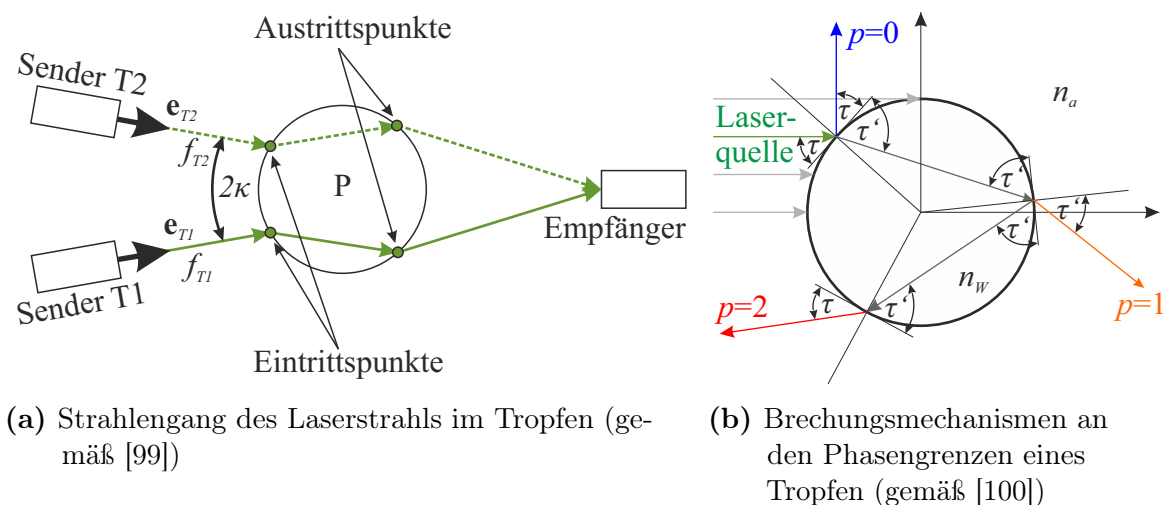 Austrittspunkte
Sender T2
e_T2
f_T2
2κ
P
e_T1
f_T1
Sender T1
Empfänger
Eintrittspunkte
(a) Strahlengang des Laserstrahls im Tropfen (ge-
mäß [99])
p=0
n_a
τ
τ‘
Laser-
quelle
τ
τ‘
τ‘
τ‘
n_W
τ
τ‘
p=1
p=2
(b) Brechungsmechanismen an
den Phasengrenzen eines
Tropfen (gemäß [100])